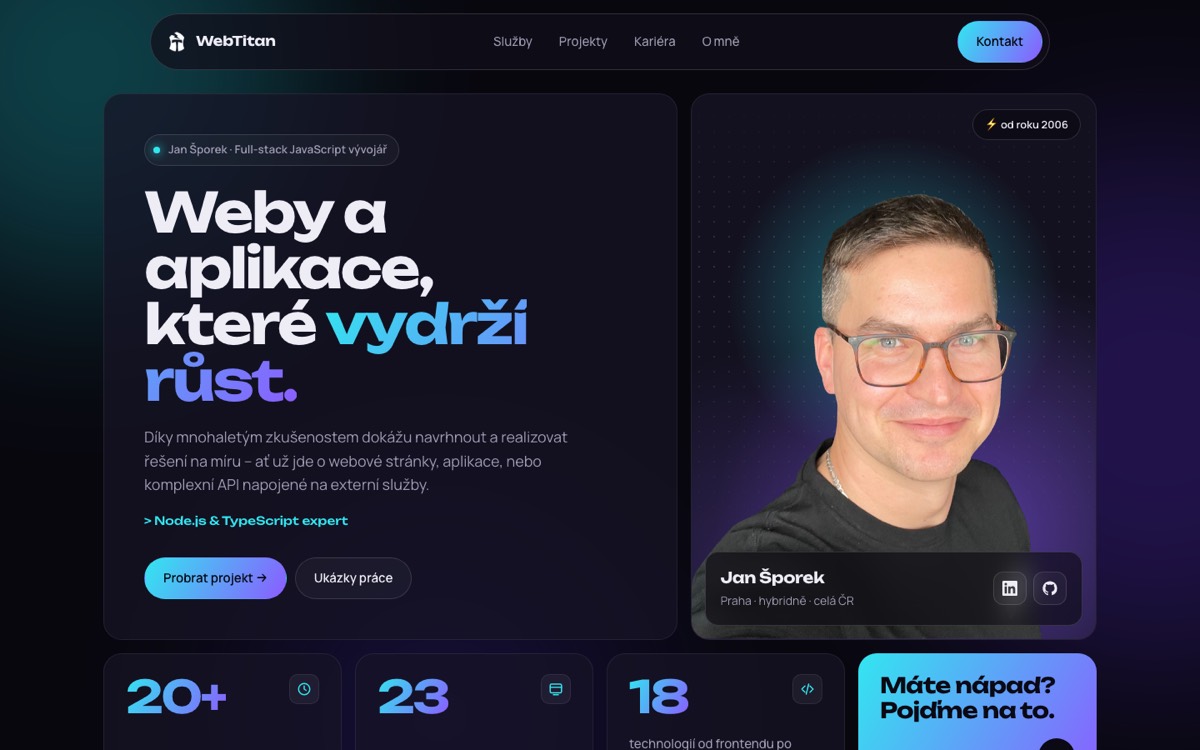 WebTitan
Služby
Projekty
Kariéra
O mně
Kontakt
Jan Šporek · Full-stack JavaScript vývojář
Weby a
aplikace,
které vydrží
růst.
Díky mnohaletým zkušenostem dokážu navrhnout a realizovat
řešení na míru – ať už jde o webové stránky, aplikace, nebo
komplexní API napojené na externí služby.
> Node.js & TypeScript expert
Probrat projekt →
Ukázky práce
⚡ od roku 2006
Jan Šporek
Praha · hybridně · celá ČR
20+
23
18
technologií od frontendu po
Máte nápad?
Pojďme na to.